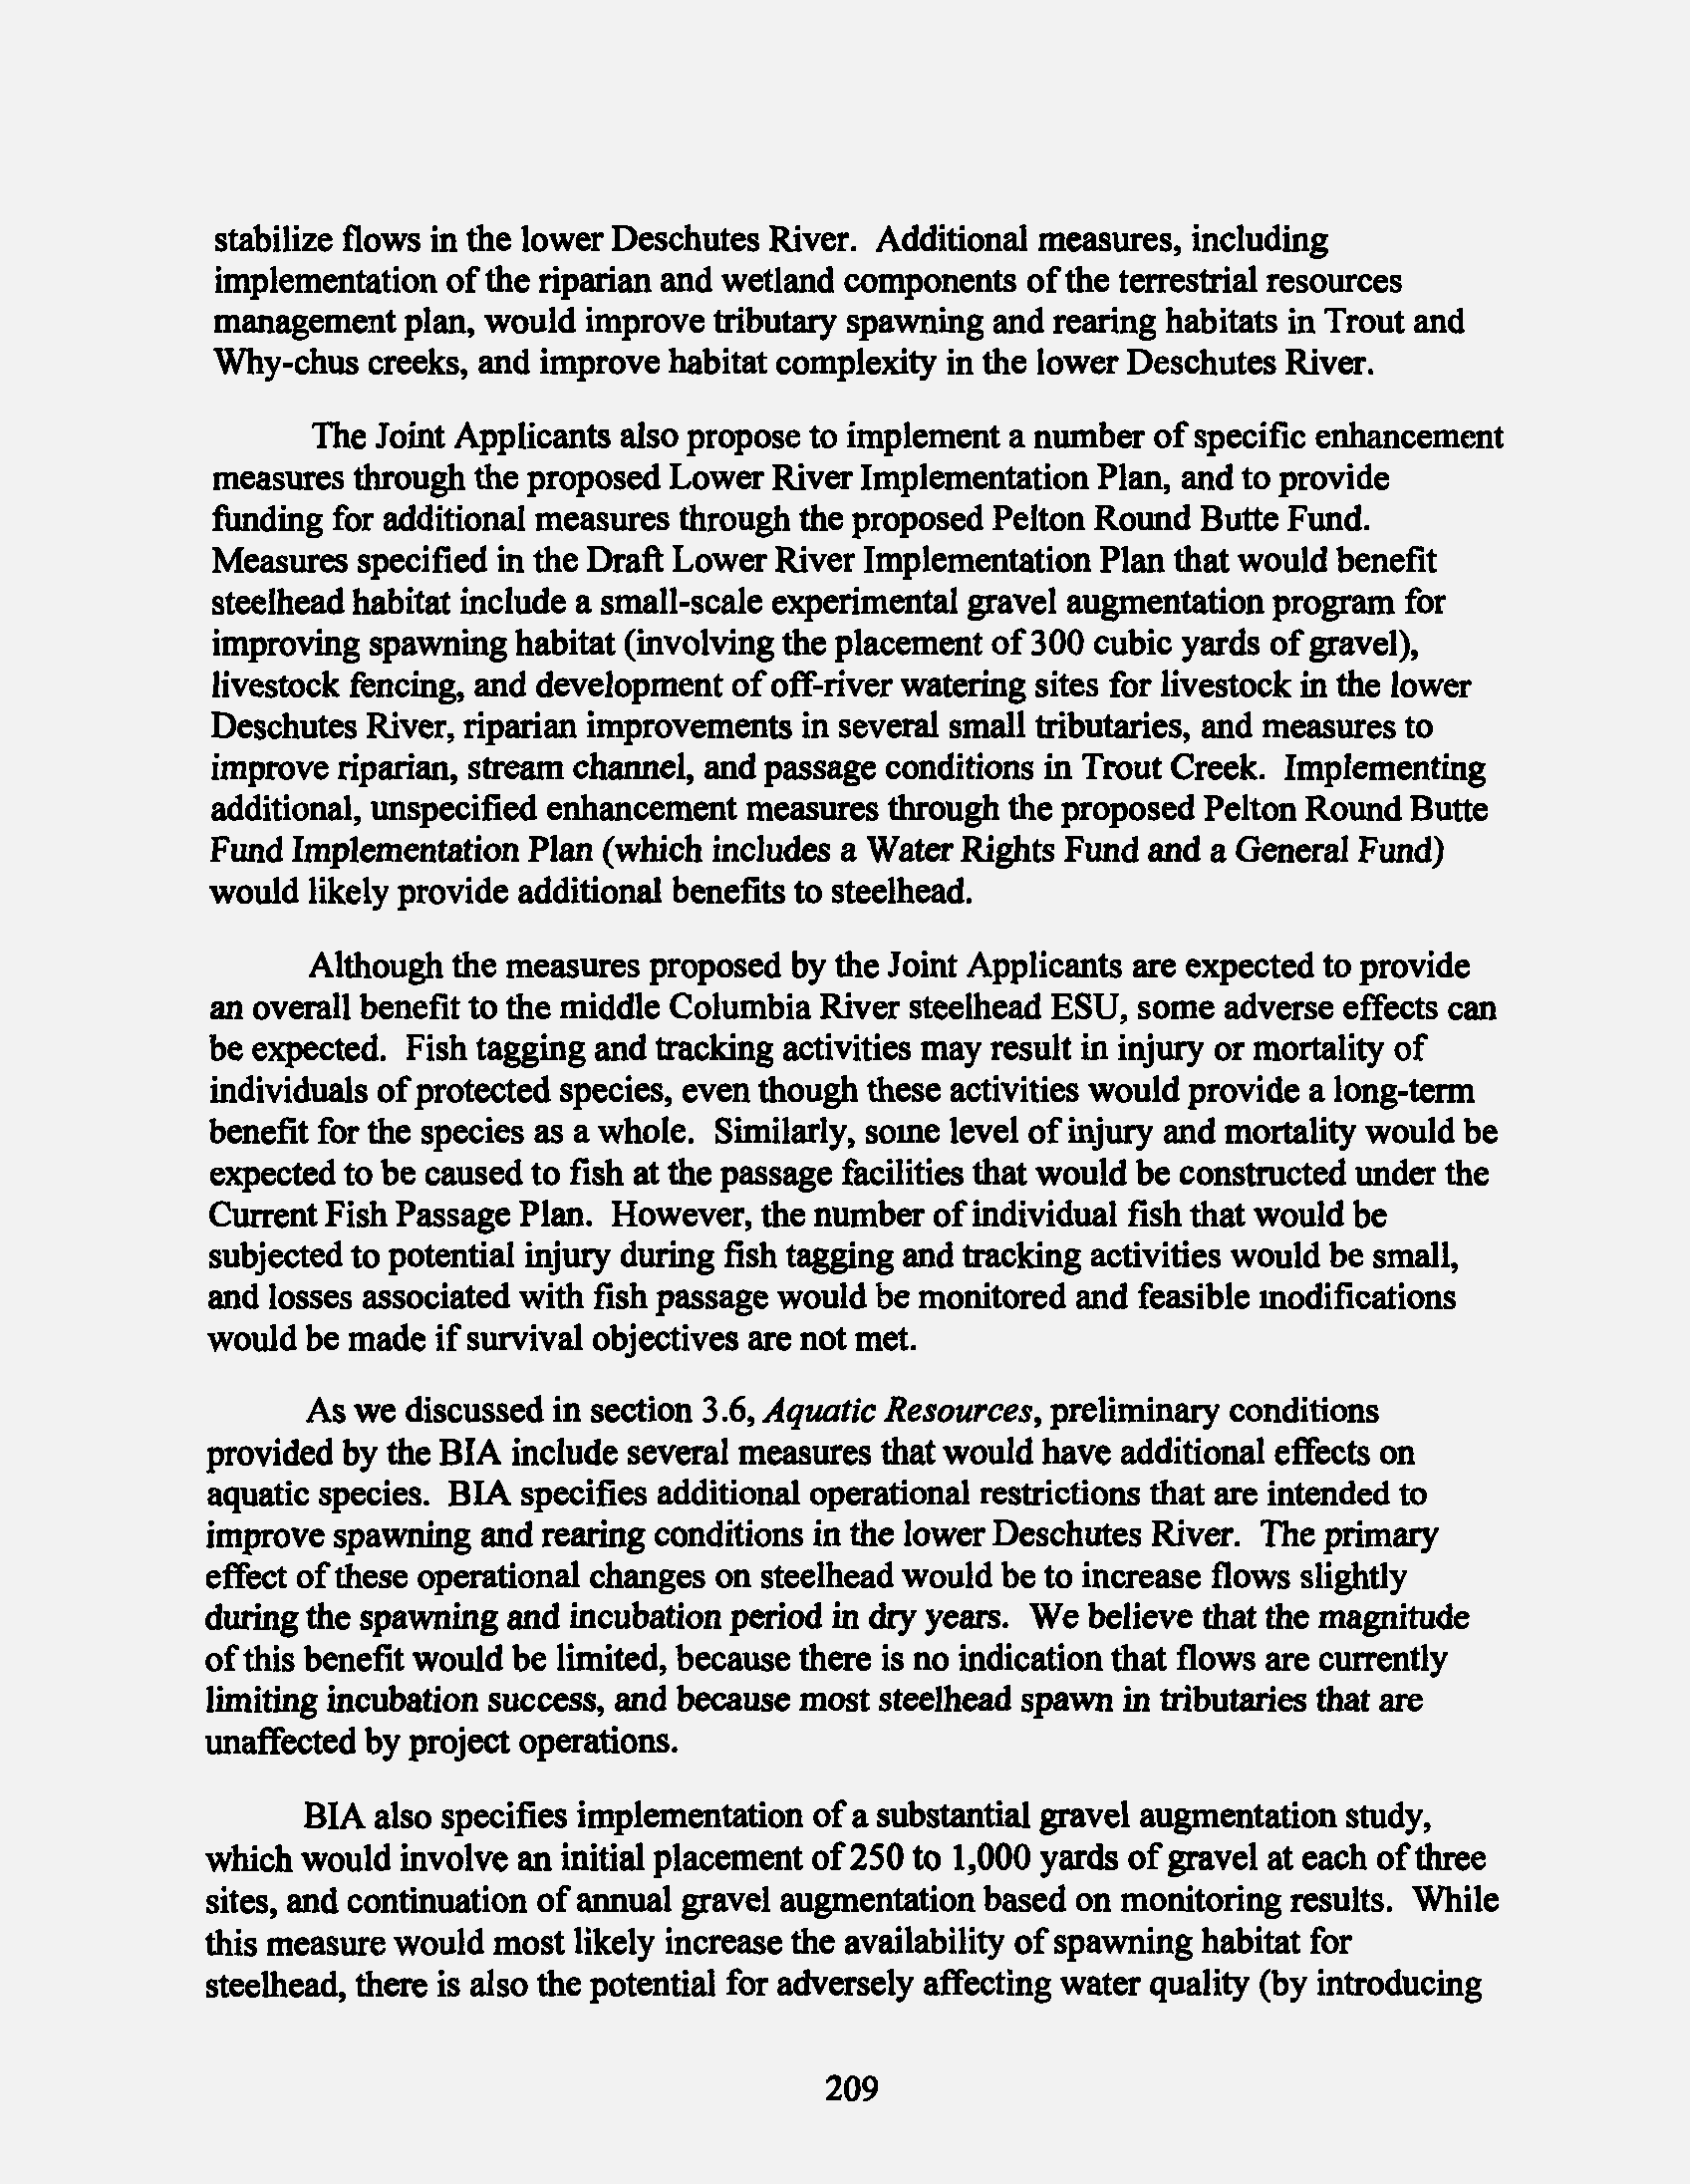 stabilize flows in the lower Deschutes River. Additional measures, including
implementation of the riparian and wetland components of the terrestrial resources
management plan, would improve tributary spawning and rearing habitats in Trout and
Why-chus creeks, and improve habitat complexity in the lower Deschutes River.
The Joint Applicants also propose to implement a number of specific enhancement
measures through the proposed Lower River Implementation Plan, and to provide
funding for additional measures through the proposed Pelton Round Butte Fund.
Measures specified in the Draft Lower River Implementation Plan that would benefit
steelhead habitat include a small-scale experimental gravel augmentation program for
improving spawning habitat (involving the placement of 300 cubic yards of gravel),
livestock fencing, and development of off-river watering sites for livestock in the lower
Deschutes River, riparian improvements in several small tributaries, and measures to
improve riparian, stream channel, and passage conditions in Trout Creek. Implementing
additional, unspecified enhancement measures through the proposed Pelton Round Butte
Fund Implementation Plan (which includes a Water Rights Fund and a General Fund)
would likely provide additional benefits to steelhead.
Although the measures proposed by the Joint Applicants are expected to provide
an overall benefit to the middle Columbia River steelhead ESU, some adverse effects can
be expected. Fish tagging and tracking activities may result in injury or mortality of
individuals of protected species, even though these activities would provide a long-term
benefit for the species as a whole. Similarly, some level of injury and mortality would be
expected to be caused to fish at the passage facilities that would be constructed under the
Current Fish Passage Plan. However, the number of individual fish that would be
subjected to potential injury during fish tagging and tracking activities would be small,
and losses associated with fish passage would be monitored and feasible modifications
would be made if survival objectives are not met.
As we discussed in section 3.6, Aquatic Resources, preliminary conditions
provided by the BIA include several measures that would have additional effects on
aquatic species. BIA specifies additional operational restrictions that are intended to
improve spawning and rearing conditions in the lower Deschutes River. The primary
effect of these operational changes on steelhead would be to increase flows slightly
during the spawning and incubation period in dry years. We believe that the magnitude
of this benefit would be limited, because there is no indication that flows are currently
limiting incubation success, and because most steelhead spawn in tributaries that are
unaffected by project operations.
BIA also specifies implementation of a substantial gravel augmentation study,
which would involve an initial placement of 250 to 1,000 yards of gravel at each of three
sites, and continuation of annual gravel augmentation based on monitoring results. While
this measure would most likely increase the availability of spawning habitat for
steelhead, there is also the potential for adversely affecting water quality (by introducing
209